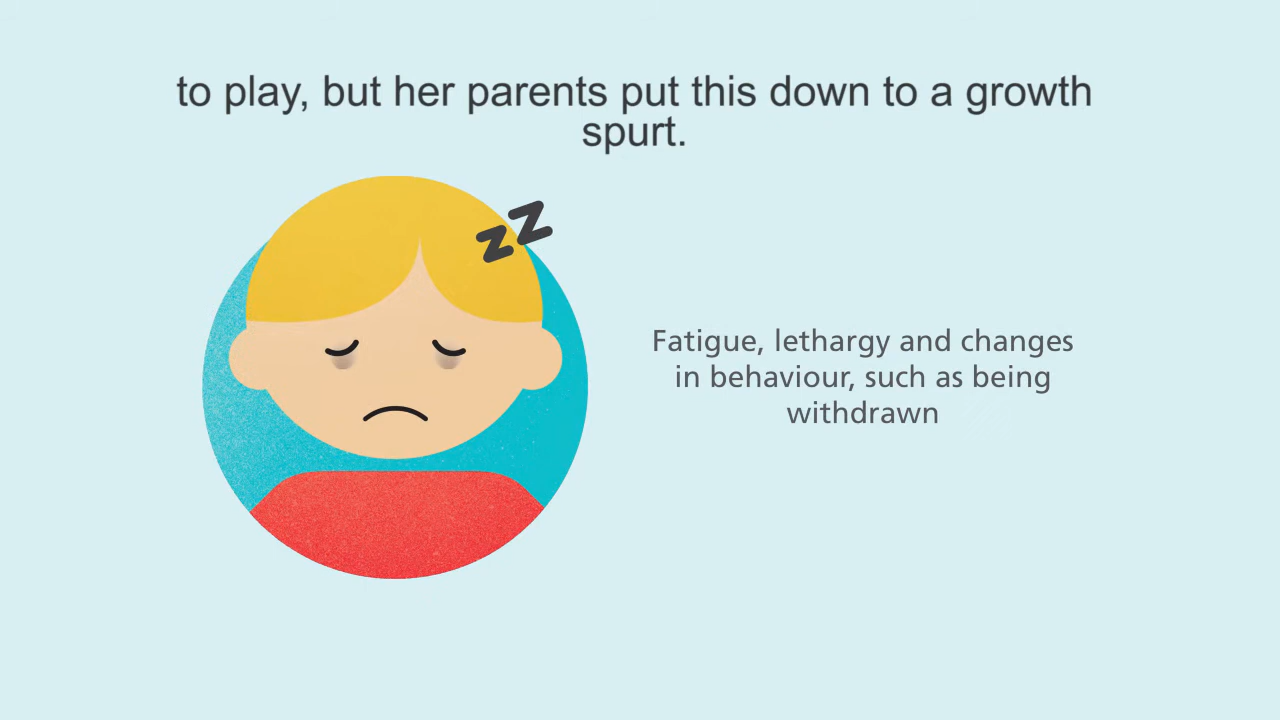 to play, but her parents put this down to a growth
spurt.
zz
Fatigue, lethargy and changes
in behaviour, such as being
withdrawn